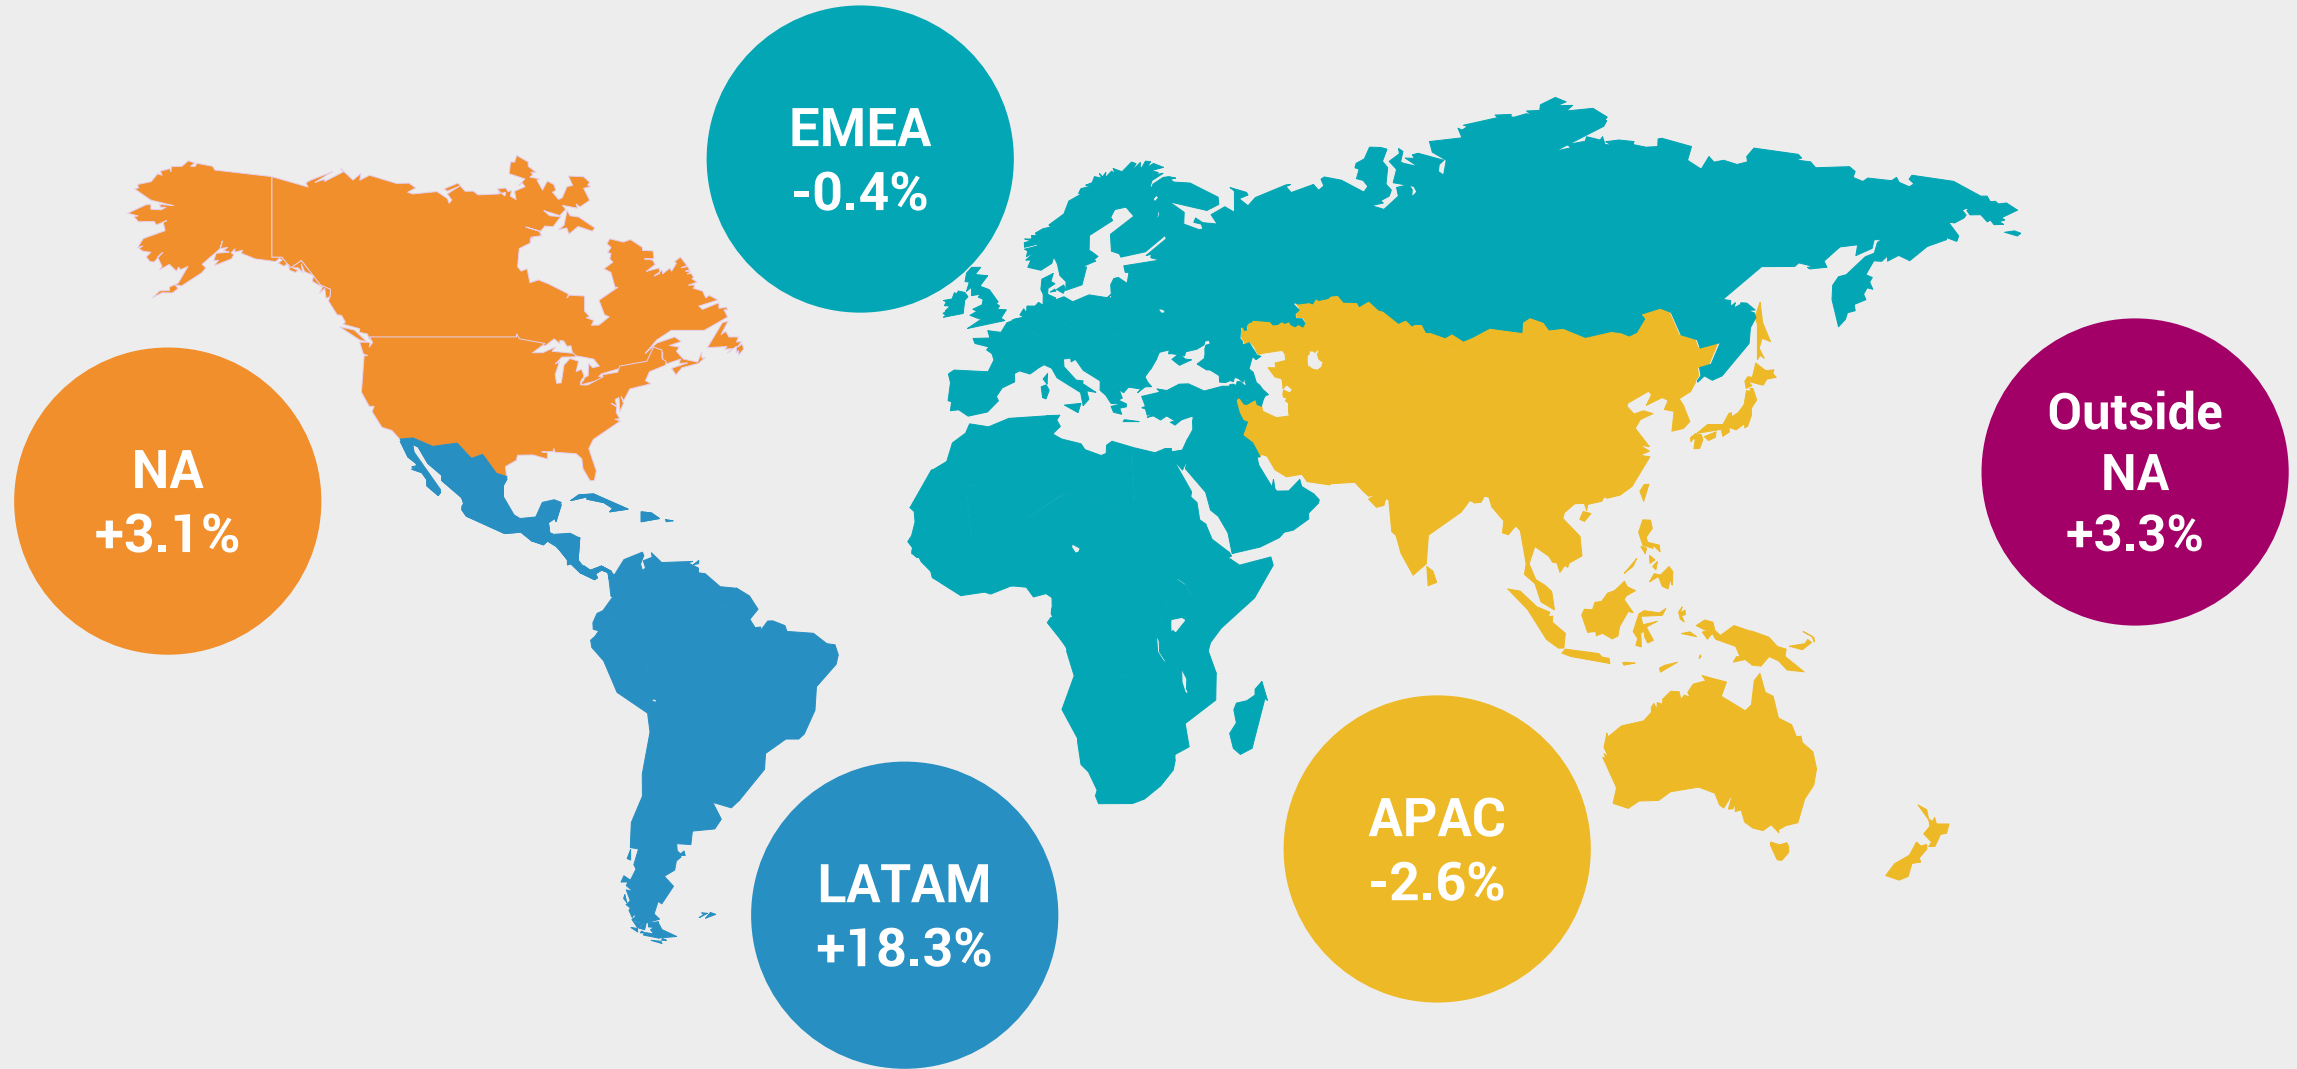 EMEA
-0.4%
NA
+3.1%
Outside
NA
+3.3%
LATAM
+18.3%
APAC
-2.6%